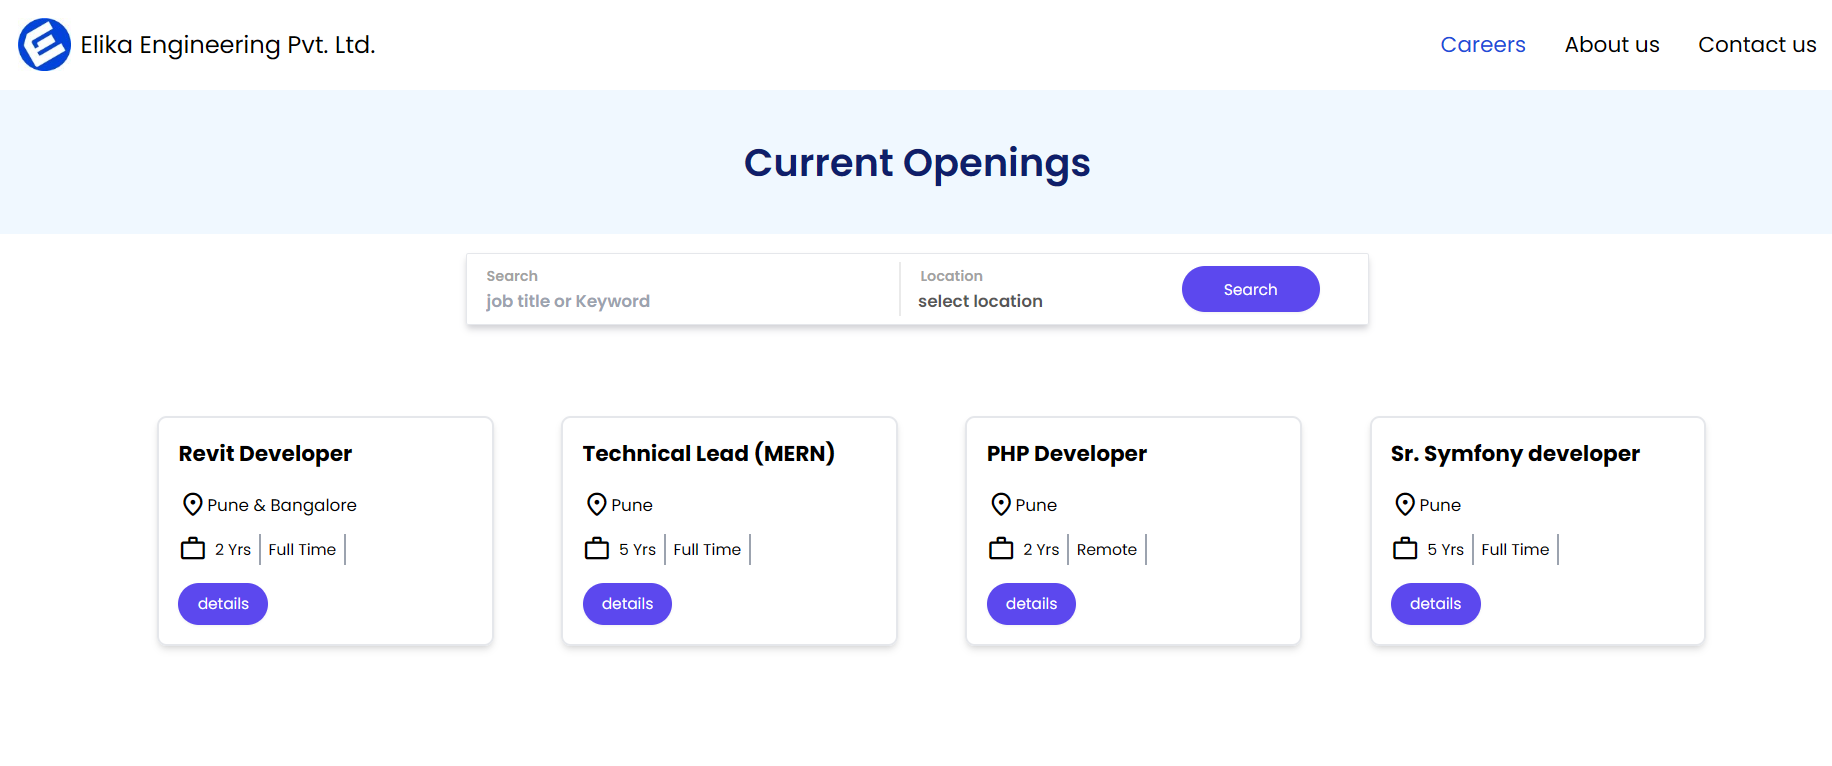 Elika Engineering Pvt. Ltd.
Careers About us Contact us
Current Openings
Search
job title or Keyword
Location
select location
Search
Revit Developer
Pune & Bangalore
2 Yrs Full Time
details
Technical Lead (MERN)
Pune
5 Yrs Full Time
details
PHP Developer
Pune
2 Yrs Remote
details
Sr. Symfony developer
Pune
5 Yrs Full Time
details